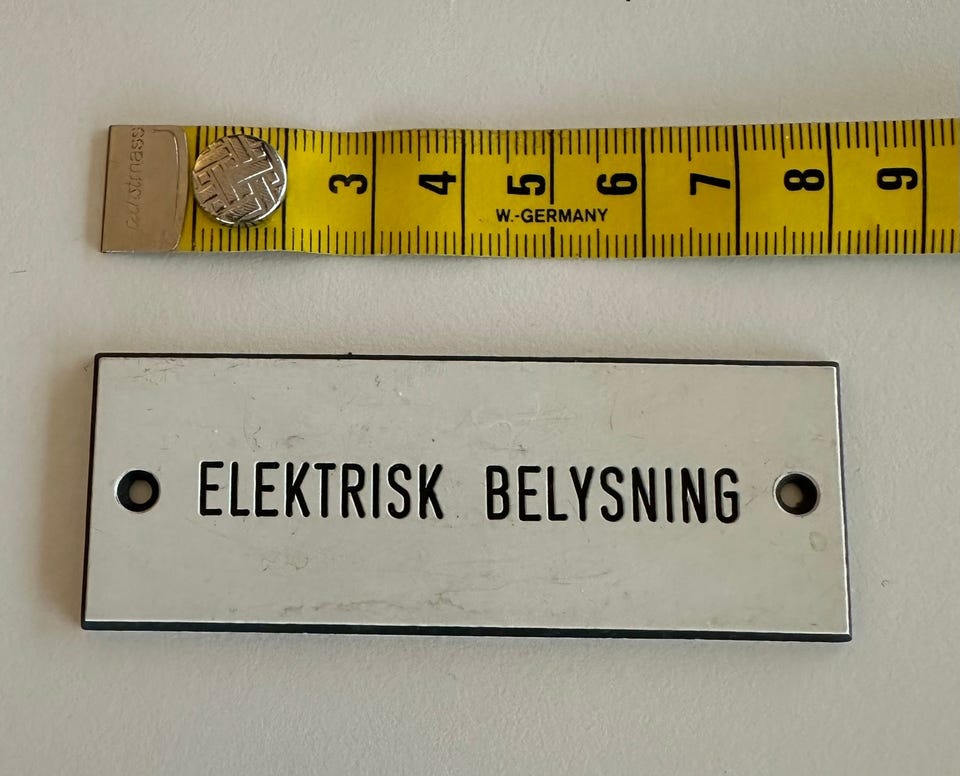 3 4 5 6 7 8 9
W.-GERMANY
ELEKTRISK BELYSNING